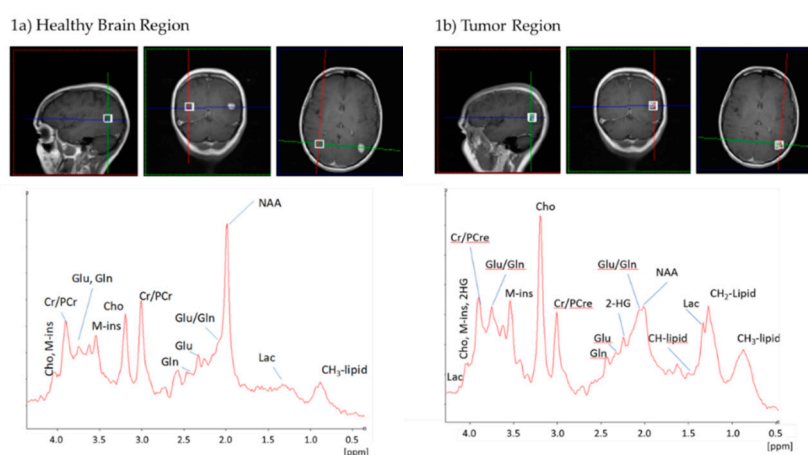 1a) Healthy Brain Region
NAA
Glu, Gln
Cr/PCr
Cho
Cr/PCr
M-ins
Glu/Gln
Glu
Gln
Cho, M-ins
Lac
CH3-lipid
4.0 3.5 3.0 2.5 2.0 1.5 1.0 0.5
[ppm]
1b) Tumor Region
Cho
Cr/PCre
Glu/Gln
Glu/Gln
NAA
M-ins
2-HG
Lac
CH2-Lipid
Cr/PCre
Cho, M-ins, 2HG
Glu
Gln
CH-lipid
CH3-lipid
Lac
4.0 3.5 3.0 2.5 2.0 1.5 1.0 0.5
[ppm]